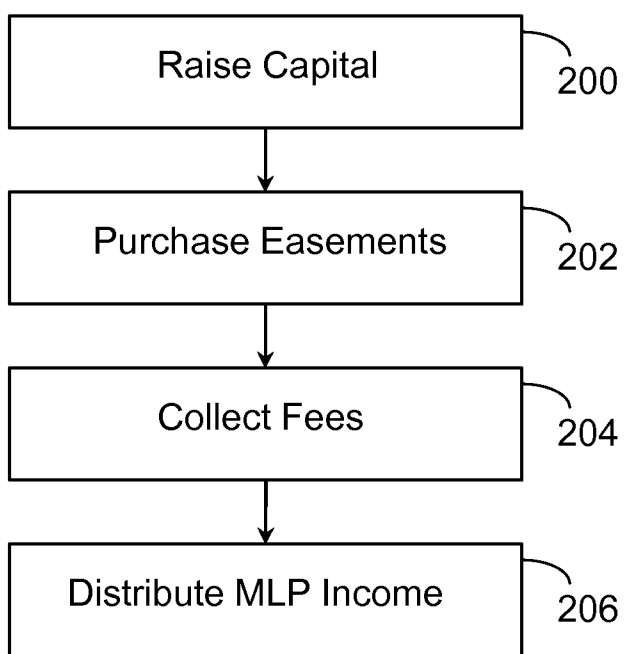 Raise Capital
200
Purchase Easements
202
Collect Fees
204
Distribute MLP Income
206